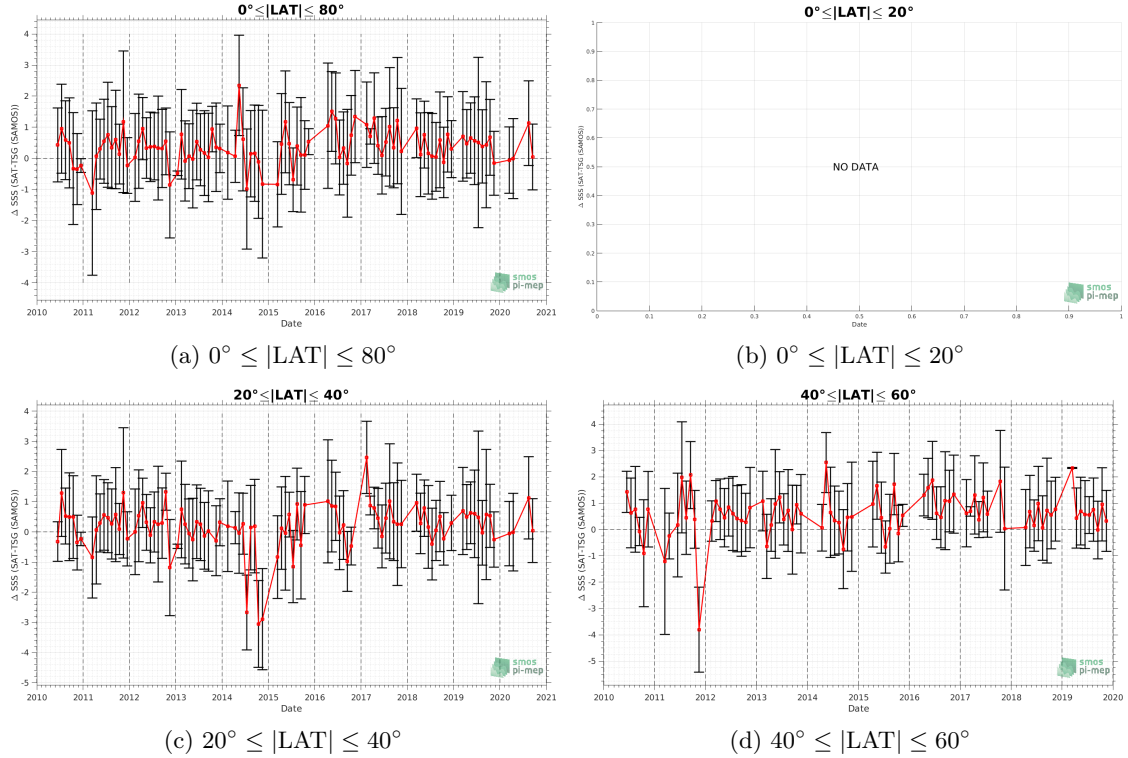 0°≤|LAT|≤ 80°
Δ SSS (SAT-TSG (SAMOS))
4
3
2
1
0
-1
-2
-3
-4
2010 2011 2012 2013 2014 2015 2016 2017 2018 2019 2020 2021
Date
smos
pi-mep
(a) 0° ≤ |LAT| ≤ 80°
0°≤|LAT|≤ 20°
Δ SSS (SAT-TSG (SAMOS))
1
0.9
0.8
0.7
0.6
0.5
0.4
0.3
0.2
0.1
0
NO DATA
0 0.1 0.2 0.3 0.4 0.5 0.6 0.7 0.8 0.9 1
Date
smos
pi-mep
(b) 0° ≤ |LAT| ≤ 20°
20°≤|LAT|≤ 40°
Δ SSS (SAT-TSG (SAMOS))
4
3
2
1
0
-1
-2
-3
-4
-5
2010 2011 2012 2013 2014 2015 2016 2017 2018 2019 2020 2021
Date
smos
pi-mep
(c) 20° ≤ |LAT| ≤ 40°
40°≤|LAT|≤ 60°
Δ SSS (SAT-TSG (SAMOS))
4
3
2
1
0
-1
-2
-3
-4
-5
2010 2011 2012 2013 2014 2015 2016 2017 2018 2019 2020
Date
smos
pi-mep
(d) 40° ≤ |LAT| ≤ 60°